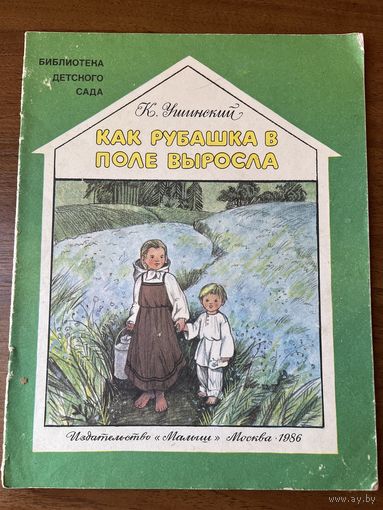 БИБЛИОТЕКА
ДЕТСКОГО
САДА
К. Ушинский
КАК РУБАШКА В
ПОЛЕ ВЫРОСЛА
Издательство «Малыш» Москва · 1986
www.ay.by